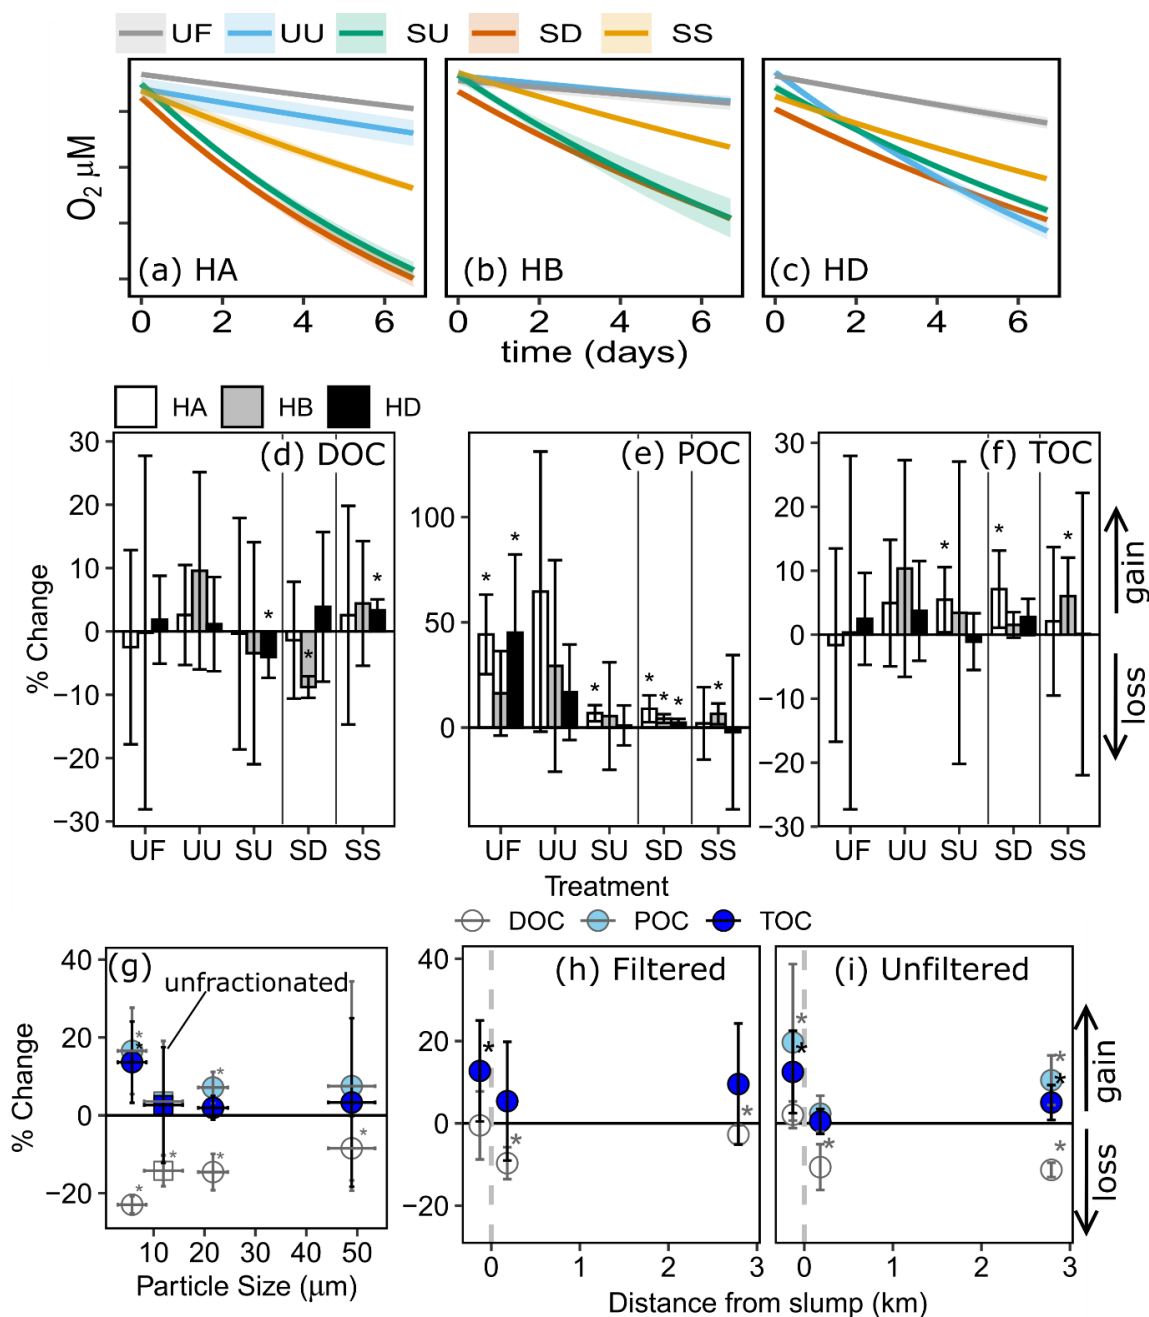 UF UU SU SD SS
O₂ μM
(a) HA
(b) HB
(c) HD
0 2 4 6
0 2 4 6
0 2 4 6
time (days)
HA HB HD
% Change
(d) DOC
30
20
10
0
−10
−20
−30
* * *
UF UU SU SD SS
(e) POC
100
50
0
* * * * * * *
UF UU SU SD SS
(f) TOC
30
20
10
0
−10
−20
−30
* * *
UF UU SU SD SS
gain
loss
Treatment
DOC POC TOC
% Change
(g)
unfractionated
40
20
0
−20
* * * * * *
10 20 30 40 50
Particle Size (μm)
(h) Filtered
40
20
0
−20
* * *
0 1 2 3
(i) Unfiltered
* * * * * *
0 1 2 3
Distance from slump (km)
gain
loss